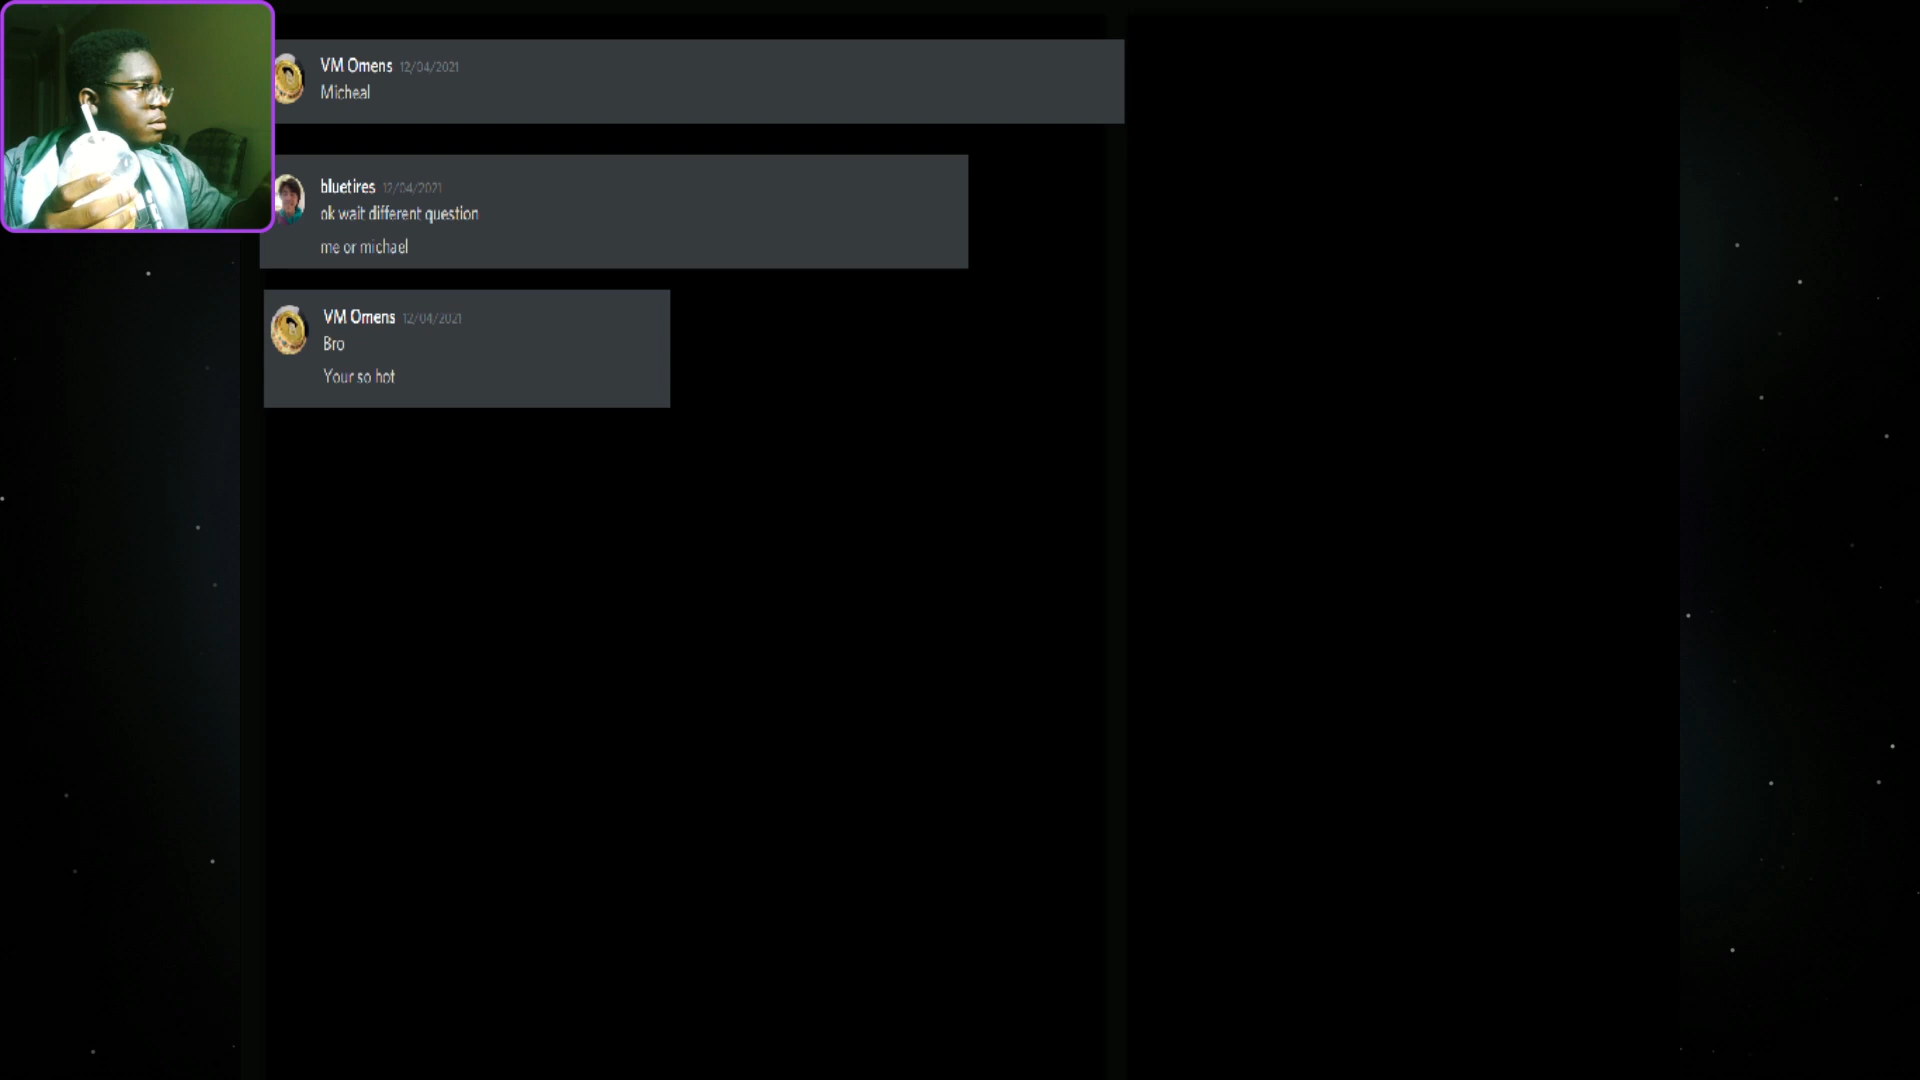 VM Omens 12/04/2021
Micheal
bluetires 12/04/2021
ok wait different question
me or michael
VM Omens 12/04/2021
Bro
Your so hot